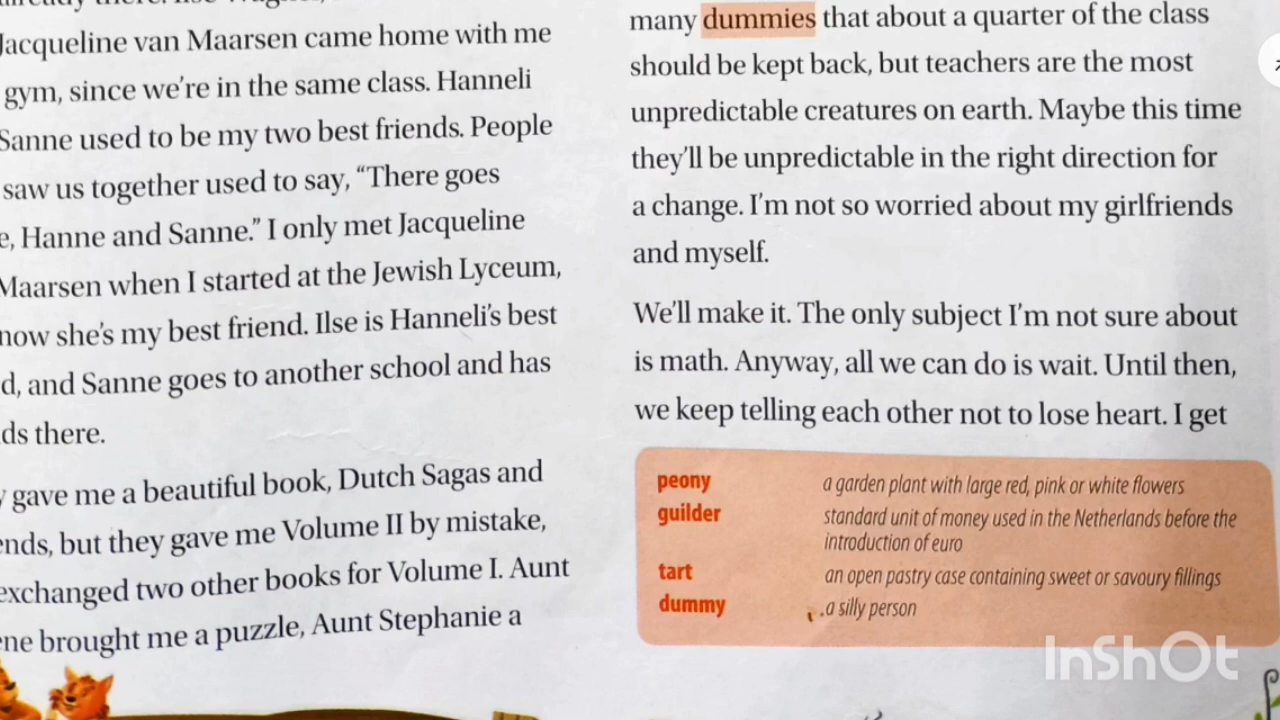 Jacqueline van Maarsen came home with me
gym, since we're in the same class. Hanneli
Sanne used to be my two best friends. People
saw us together used to say, “There goes
e, Hanne and Sanne.” I only met Jacqueline
Maarsen when I started at the Jewish Lyceum,
now she's my best friend. Ilse is Hanneli's best
d, and Sanne goes to another school and has
ds there.
y gave me a beautiful book, Dutch Sagas and
ends, but they gave me Volume II by mistake,
exchanged two other books for Volume I. Aunt
ene brought me a puzzle, Aunt Stephanie a
many dummies that about a quarter of the class
should be kept back, but teachers are the most
unpredictable creatures on earth. Maybe this time
they'll be unpredictable in the right direction for
a change. I'm not so worried about my girlfriends
and myself.
We'll make it. The only subject I'm not sure about
is math. Anyway, all we can do is wait. Until then,
we keep telling each other not to lose heart. I get
peony a garden plant with large red, pink or white flowers
guilder standard unit of money used in the Netherlands before the
introduction of euro
tart an open pastry case containing sweet or savoury fillings
dummy a silly person
InShOt